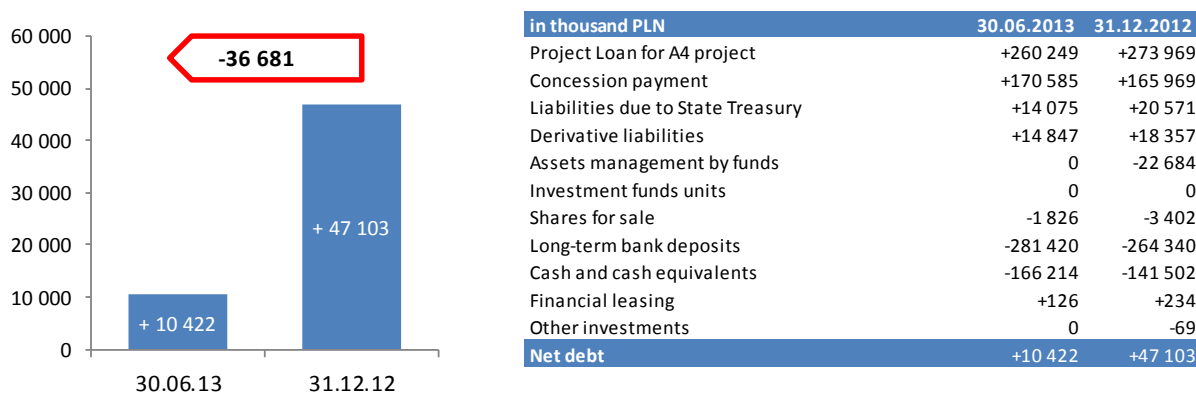 60 000
50 000
40 000
30 000
20 000
10 000
0
-36 681
+ 10 422
+ 47 103
30.06.13 31.12.12
in thousand PLN 30.06.2013 31.12.2012
Project Loan for A4 project +260 249 +273 969
Concession payment +170 585 +165 969
Liabilities due to State Treasury +14 075 +20 571
Derivative liabilities +14 847 +18 357
Assets management by funds 0 -22 684
Investment funds units 0 0
Shares for sale -1 826 -3 402
Long-term bank deposits -281 420 -264 340
Cash and cash equivalents -166 214 -141 502
Financial leasing +126 +234
Other investments 0 -69
Net debt +10 422 +47 103